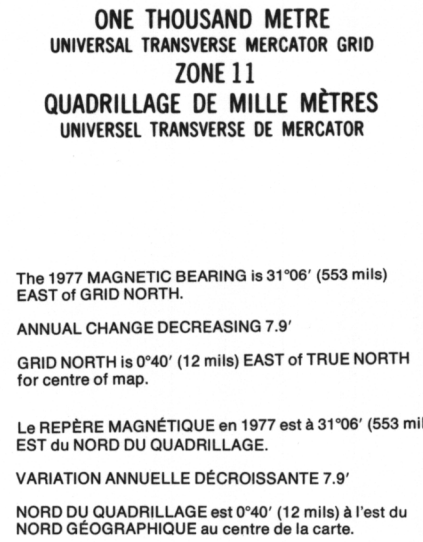 ONE THOUSAND METRE
UNIVERSAL TRANSVERSE MERCATOR GRID
ZONE 11
QUADRILLAGE DE MILLE MÈTRES
UNIVERSEL TRANSVERSE DE MERCATOR
The 1977 MAGNETIC BEARING is 31°06′ (553 mils)
EAST of GRID NORTH.
ANNUAL CHANGE DECREASING 7.9′
GRID NORTH is 0°40′ (12 mils) EAST of TRUE NORTH
for centre of map.
Le REPÈRE MAGNÉTIQUE en 1977 est à 31°06′ (553 mil
EST du NORD DU QUADRILLAGE.
VARIATION ANNUELLE DÉCROISSANTE 7.9′
NORD DU QUADRILLAGE est 0°40′ (12 mils) à l'est du
NORD GÉOGRAPHIQUE au centre de la carte.